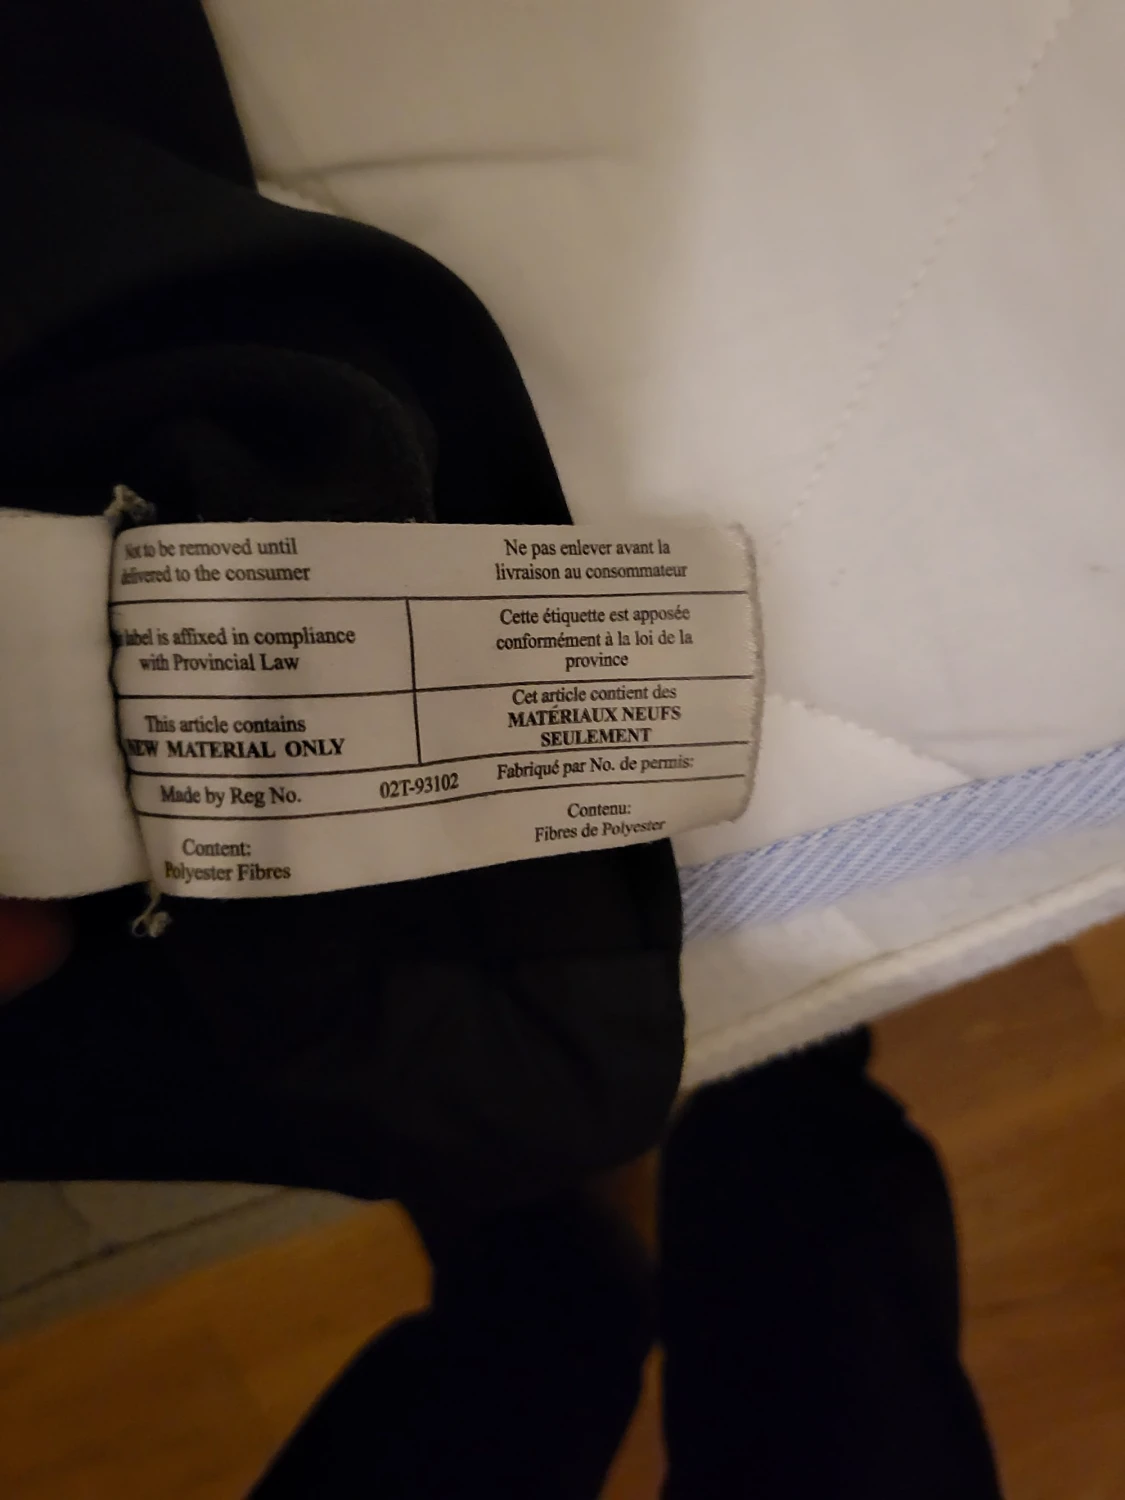 Not to be removed until
delivered to the consumer
Ne pas enlever avant la
livraison au consommateur
label is affixed in compliance
with Provincial Law
Cette étiquette est apposée
conformément à la loi de la
province
This article contains
NEW MATERIAL ONLY
Cet article contient des
MATÉRIAUX NEUFS
SEULEMENT
Made by Reg No.
02T-93102
Fabriqué par No. de permis:
Content:
Polyester Fibres
Contenu:
Fibres de Polyester